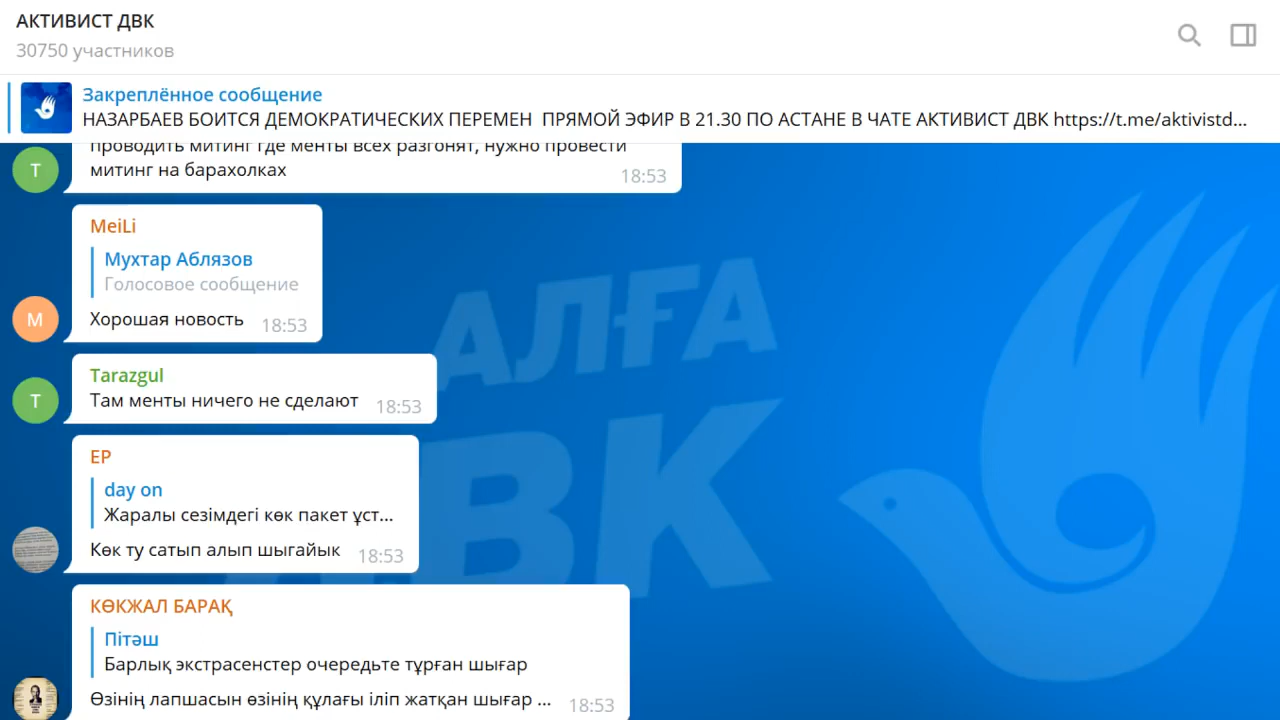 АКТИВИСТ ДВК
30750 участников
Закреплённое сообщение
НАЗАРБАЕВ БОИТСЯ ДЕМОКРАТИЧЕСКИХ ПЕРЕМЕН ПРЯМОЙ ЭФИР В 21.30 ПО АСТАНЕ В ЧАТЕ АКТИВИСТ ДВК https://t.me/aktivistd...
проводить митинг где менты всех разгонят, нужно провести
митинг на барахолках 18:53
T
MeiLi
Мухтар Аблязов
Голосовое сообщение
Хорошая новость 18:53
M
Tarazgul
Там менты ничего не сделают 18:53
T
ЕР
day on
Жаралы сезімдегі көк пакет ұст...
Көк ту сатып алып шыгайык 18:53
КӨКЖАЛ БАРАҚ
Пітәш
Барлық экстрасенстер очередьте тұрған шығар
Өзінің лапшасын өзінің құлағы іліп жатқан шығар ... 18:53
АЛҒА
ДВК